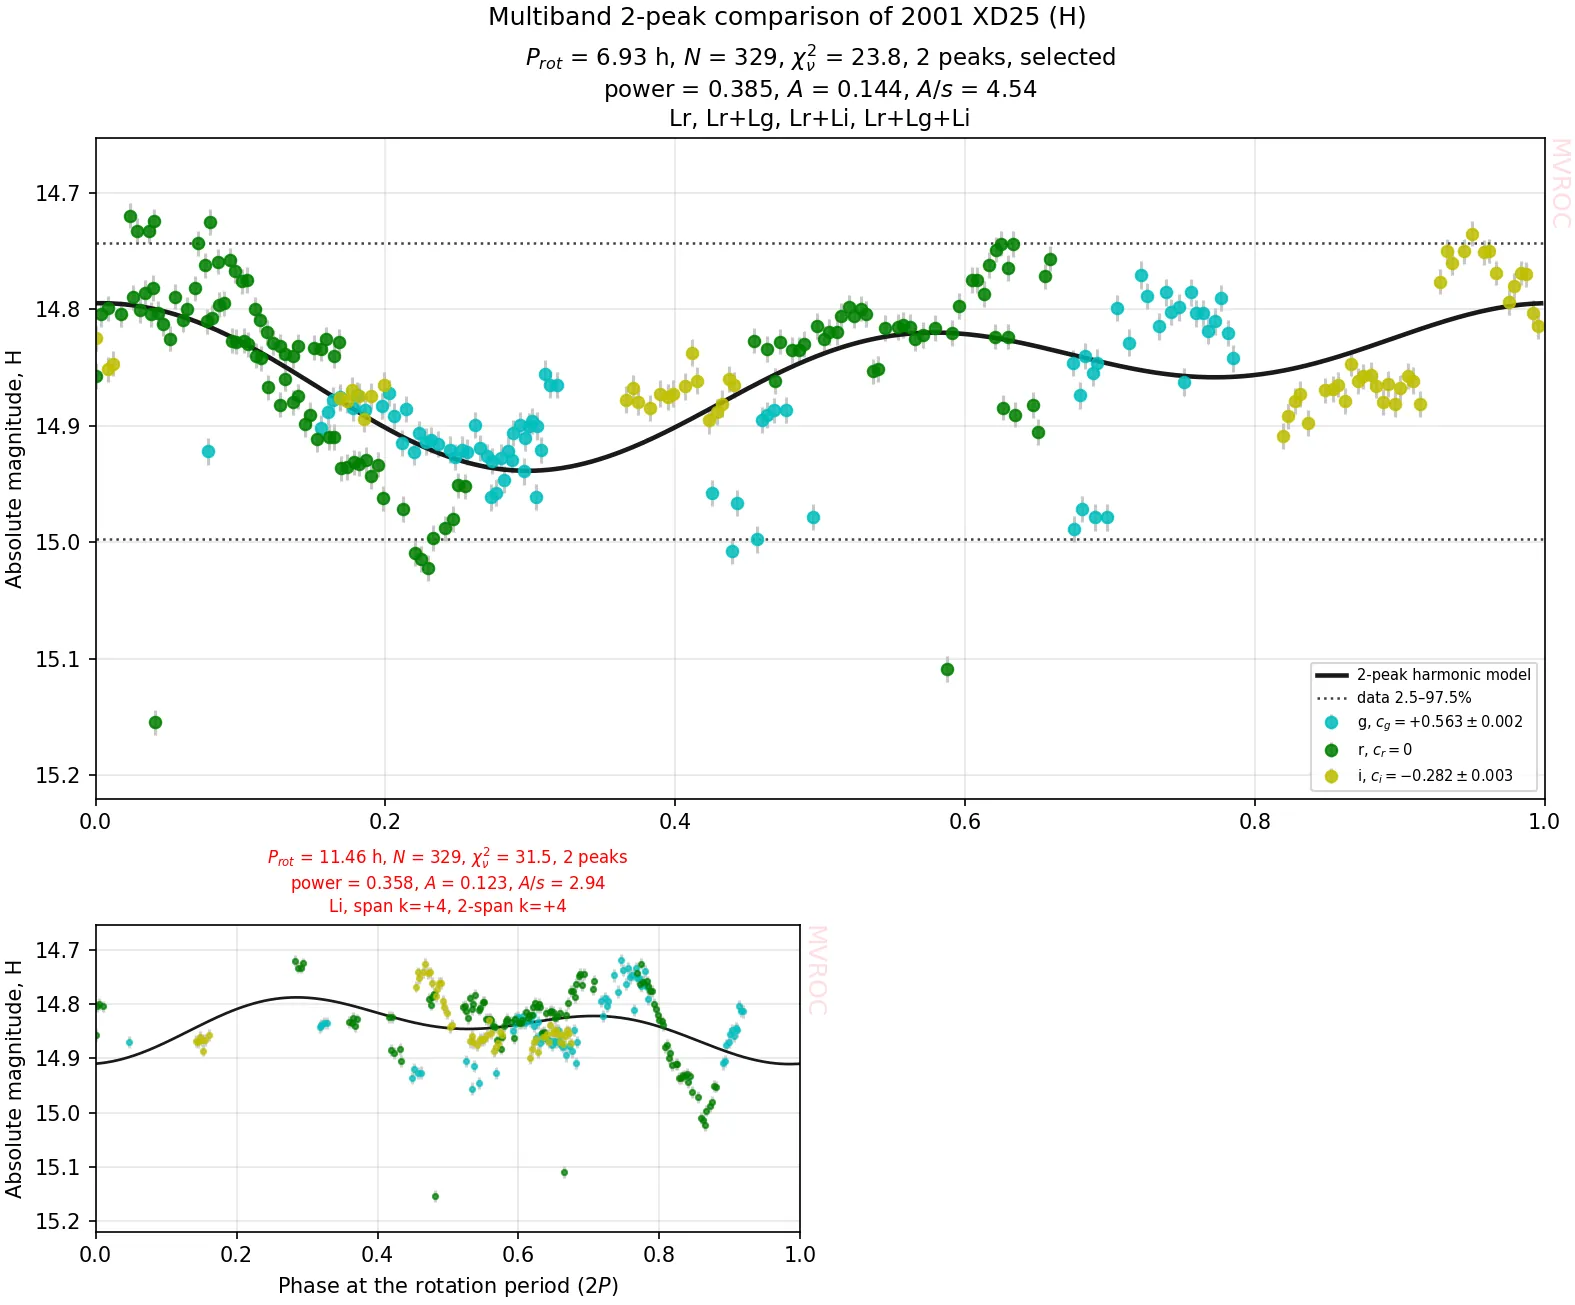 Multiband 2-peak comparison of 2001 XD25 (H)
P_rot = 6.93 h, N = 329, χ²_ν = 23.8, 2 peaks, selected
power = 0.385, A = 0.144, A/s = 4.54
Lr, Lr+Lg, Lr+Li, Lr+Lg+Li
MVROC
Absolute magnitude, H
14.7
14.8
14.9
15.0
15.1
15.2
2-peak harmonic model
data 2.5–97.5%
g, c_g = +0.563 ± 0.002
r, c_r = 0
i, c_i = −0.282 ± 0.003
0.0 0.2 0.4 0.6 0.8 1.0
P_rot = 11.46 h, N = 329, χ²_ν = 31.5, 2 peaks
power = 0.358, A = 0.123, A/s = 2.94
Li, span k=+4, 2-span k=+4
MVROC
Absolute magnitude, H
14.7
14.8
14.9
15.0
15.1
15.2
0.0 0.2 0.4 0.6 0.8 1.0
Phase at the rotation period (2P)